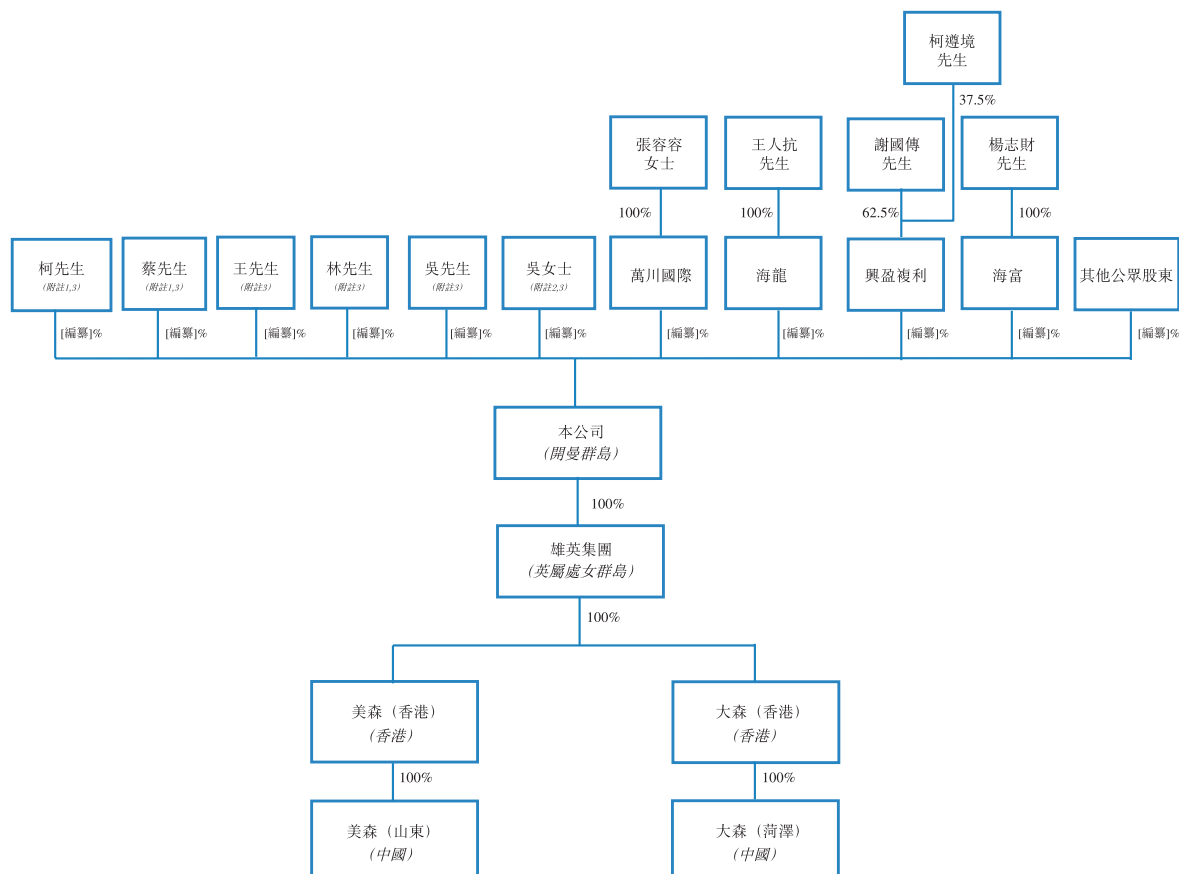 柯遵境
先生
37.5%
張容容
女士
王人抗
先生
謝國傳
先生
楊志財
先生
100%
100%
62.5%
100%
柯先生
(附註1,3)
蔡先生
(附註1,3)
王先生
(附註3)
林先生
(附註3)
吳先生
(附註3)
吳女士
(附註2,3)
萬川國際
海龍
興盈複利
海富
其他公眾股東
[編纂]%
[編纂]%
[編纂]%
[編纂]%
[編纂]%
[編纂]%
[編纂]%
[編纂]%
[編纂]%
[編纂]%
[編纂]%
本公司
（開曼群島）
100%
雄英集團
（英屬處女群島）
100%
美森（香港）
（香港）
大森（香港）
（香港）
100%
100%
美森（山東）
（中國）
大森（菏澤）
（中國）